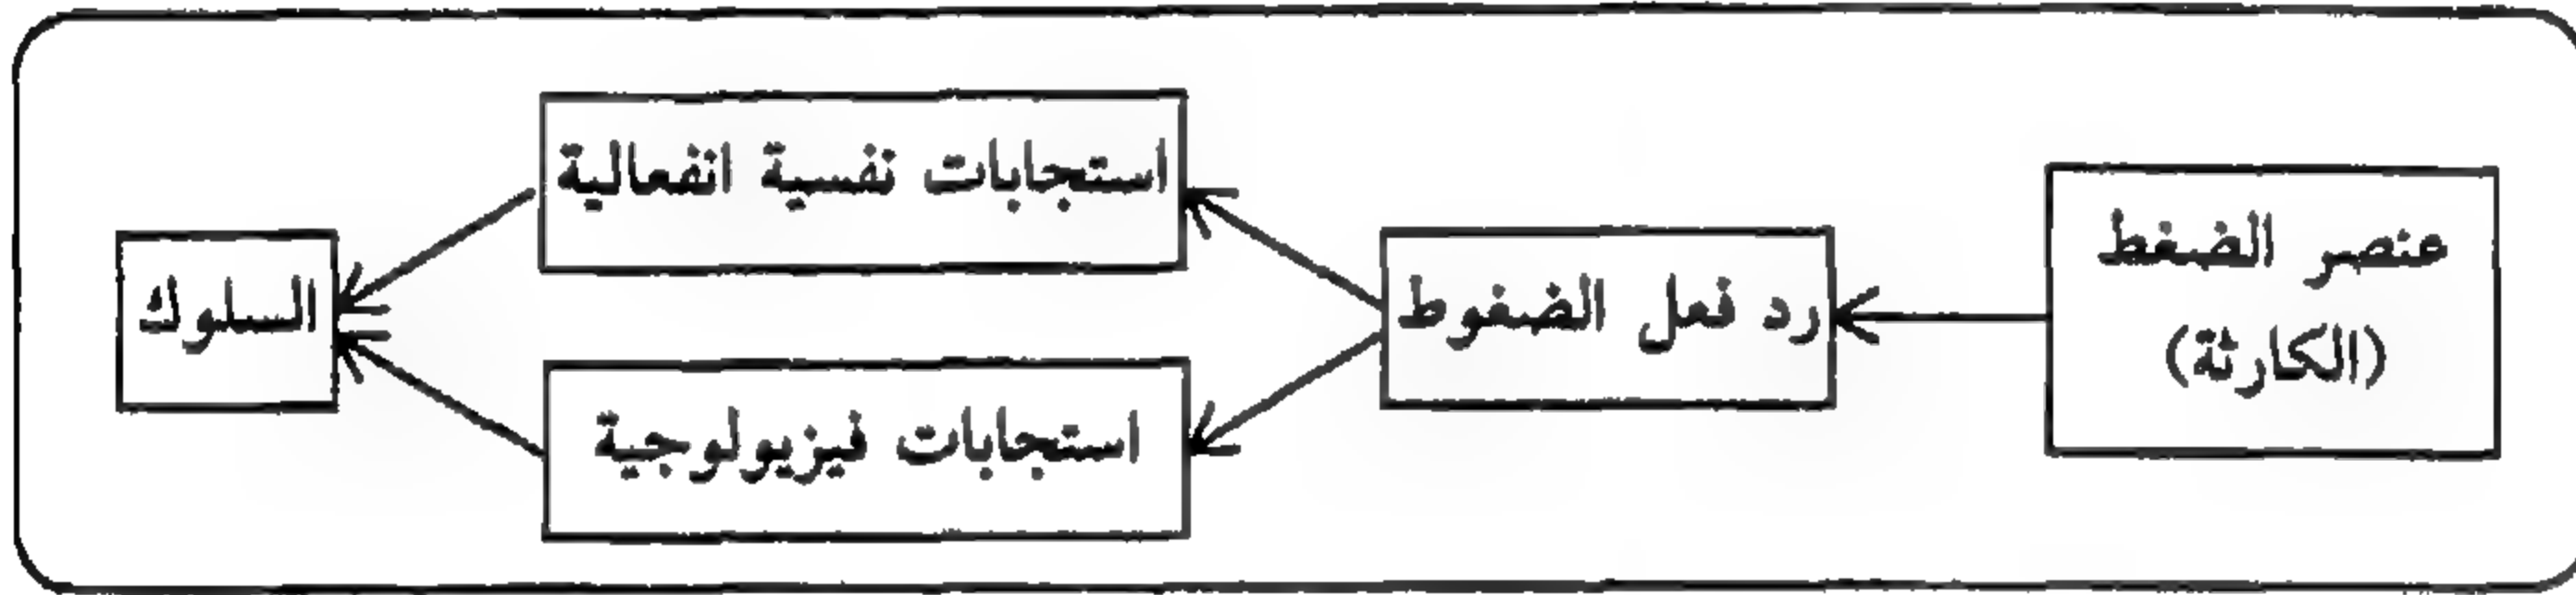 عنصر الضغط
(الكارثة)
رد فعل الضغوط
استجابات نفسية انفعالية
استجابات فيزيولوجية
السلوك